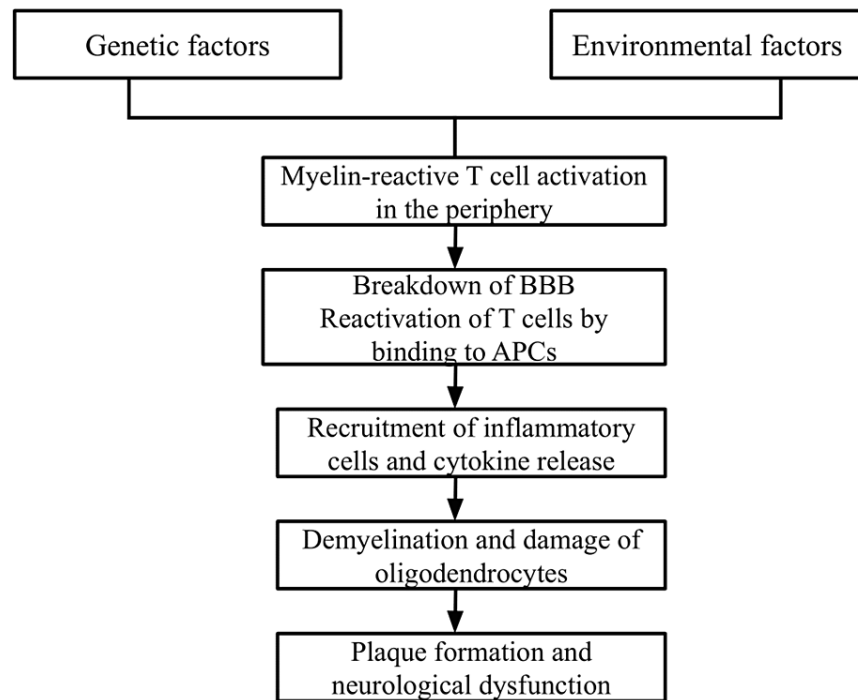 Genetic factors
Environmental factors
Myelin-reactive T cell activation
in the periphery
Breakdown of BBB
Reactivation of T cells by
binding to APCs
Recruitment of inflammatory
cells and cytokine release
Demyelination and damage of
oligodendrocytes
Plaque formation and
neurological dysfunction